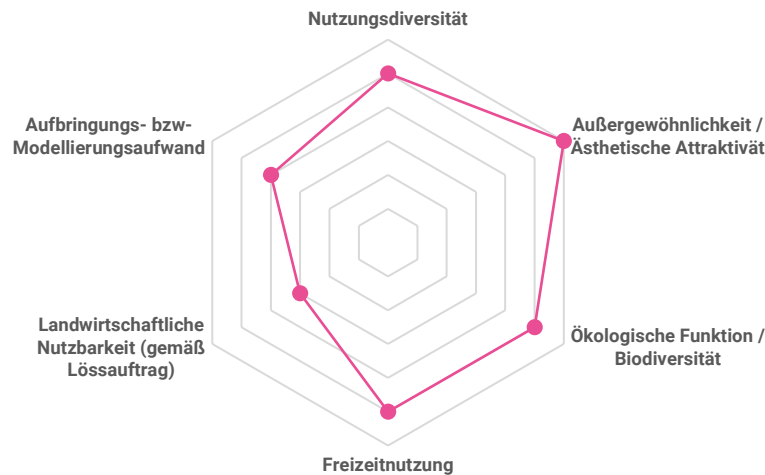 Nutzungsdiversität
Außergewöhnlichkeit /
Ästhetische Attraktivät
Ökologische Funktion /
Biodiversität
Freizeitnutzung
Landwirtschaftliche
Nutzbarkeit (gemäß
Lössauftrag)
Aufbringungs- bzw-
Modellierungsaufwand